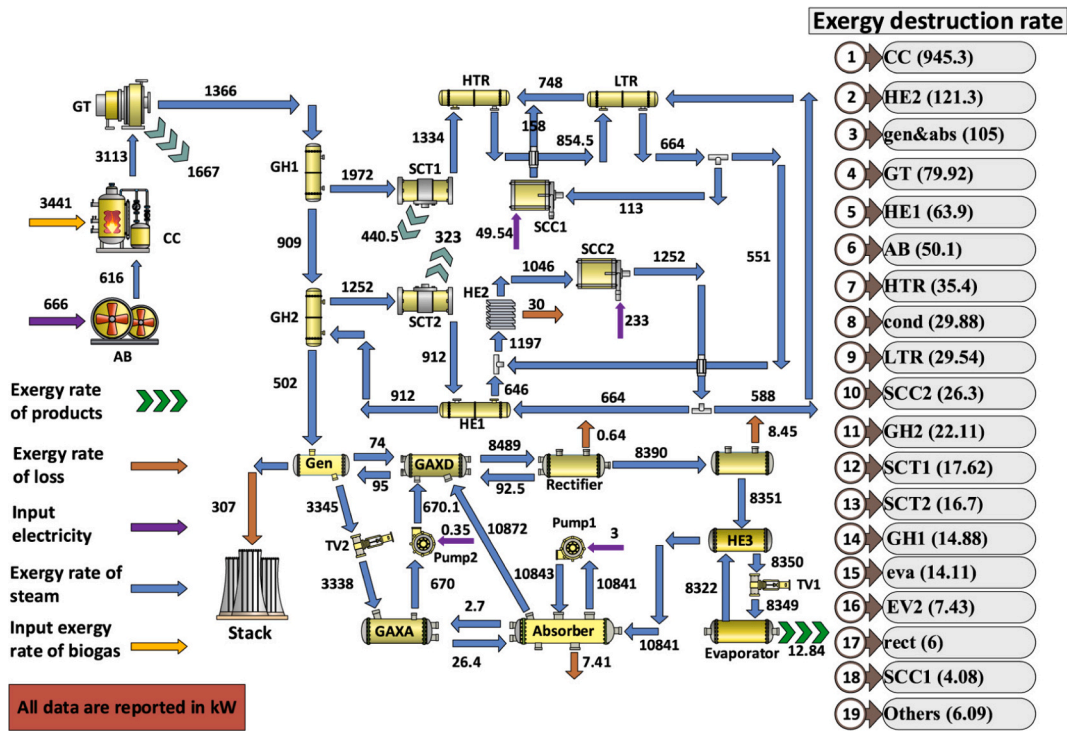 Exergy destruction rate
1 CC (945.3)
2 HE2 (121.3)
3 gen&abs (105)
4 GT (79.92)
5 HE1 (63.9)
6 AB (50.1)
7 HTR (35.4)
8 cond (29.88)
9 LTR (29.54)
10 SCC2 (26.3)
11 GH2 (22.11)
12 SCT1 (17.62)
13 SCT2 (16.7)
14 GH1 (14.88)
15 eva (14.11)
16 EV2 (7.43)
17 rect (6)
18 SCC1 (4.08)
19 Others (6.09)
GT
1366
3113
1667
3441
CC
616
666
AB
GH1
1972
SCT1
1334
440.5
909
GH2
1252
SCT2
323
912
502
912
HTR
748
LTR
158
854.5
664
SCC1
49.54
113
551
1046
SCC2
1252
HE2
30
233
1197
646
HE1
664
588
Exergy rate
of products
Exergy rate
of loss
Input
electricity
Exergy rate of
steam
Input exergy
rate of biogas
All data are reported in kW
Gen
74
95
GAXD
8489
92.5
Rectifier
0.64
8390
8.45
307
Stack
3345
TV2
3338
670.1
0.35
Pump2
670
GAXA
10872
2.7
26.4
Pump1
3
10843
10841
Absorber
7.41
10841
8351
HE3
8350
8322
TV1
8349
Evaporator
12.84